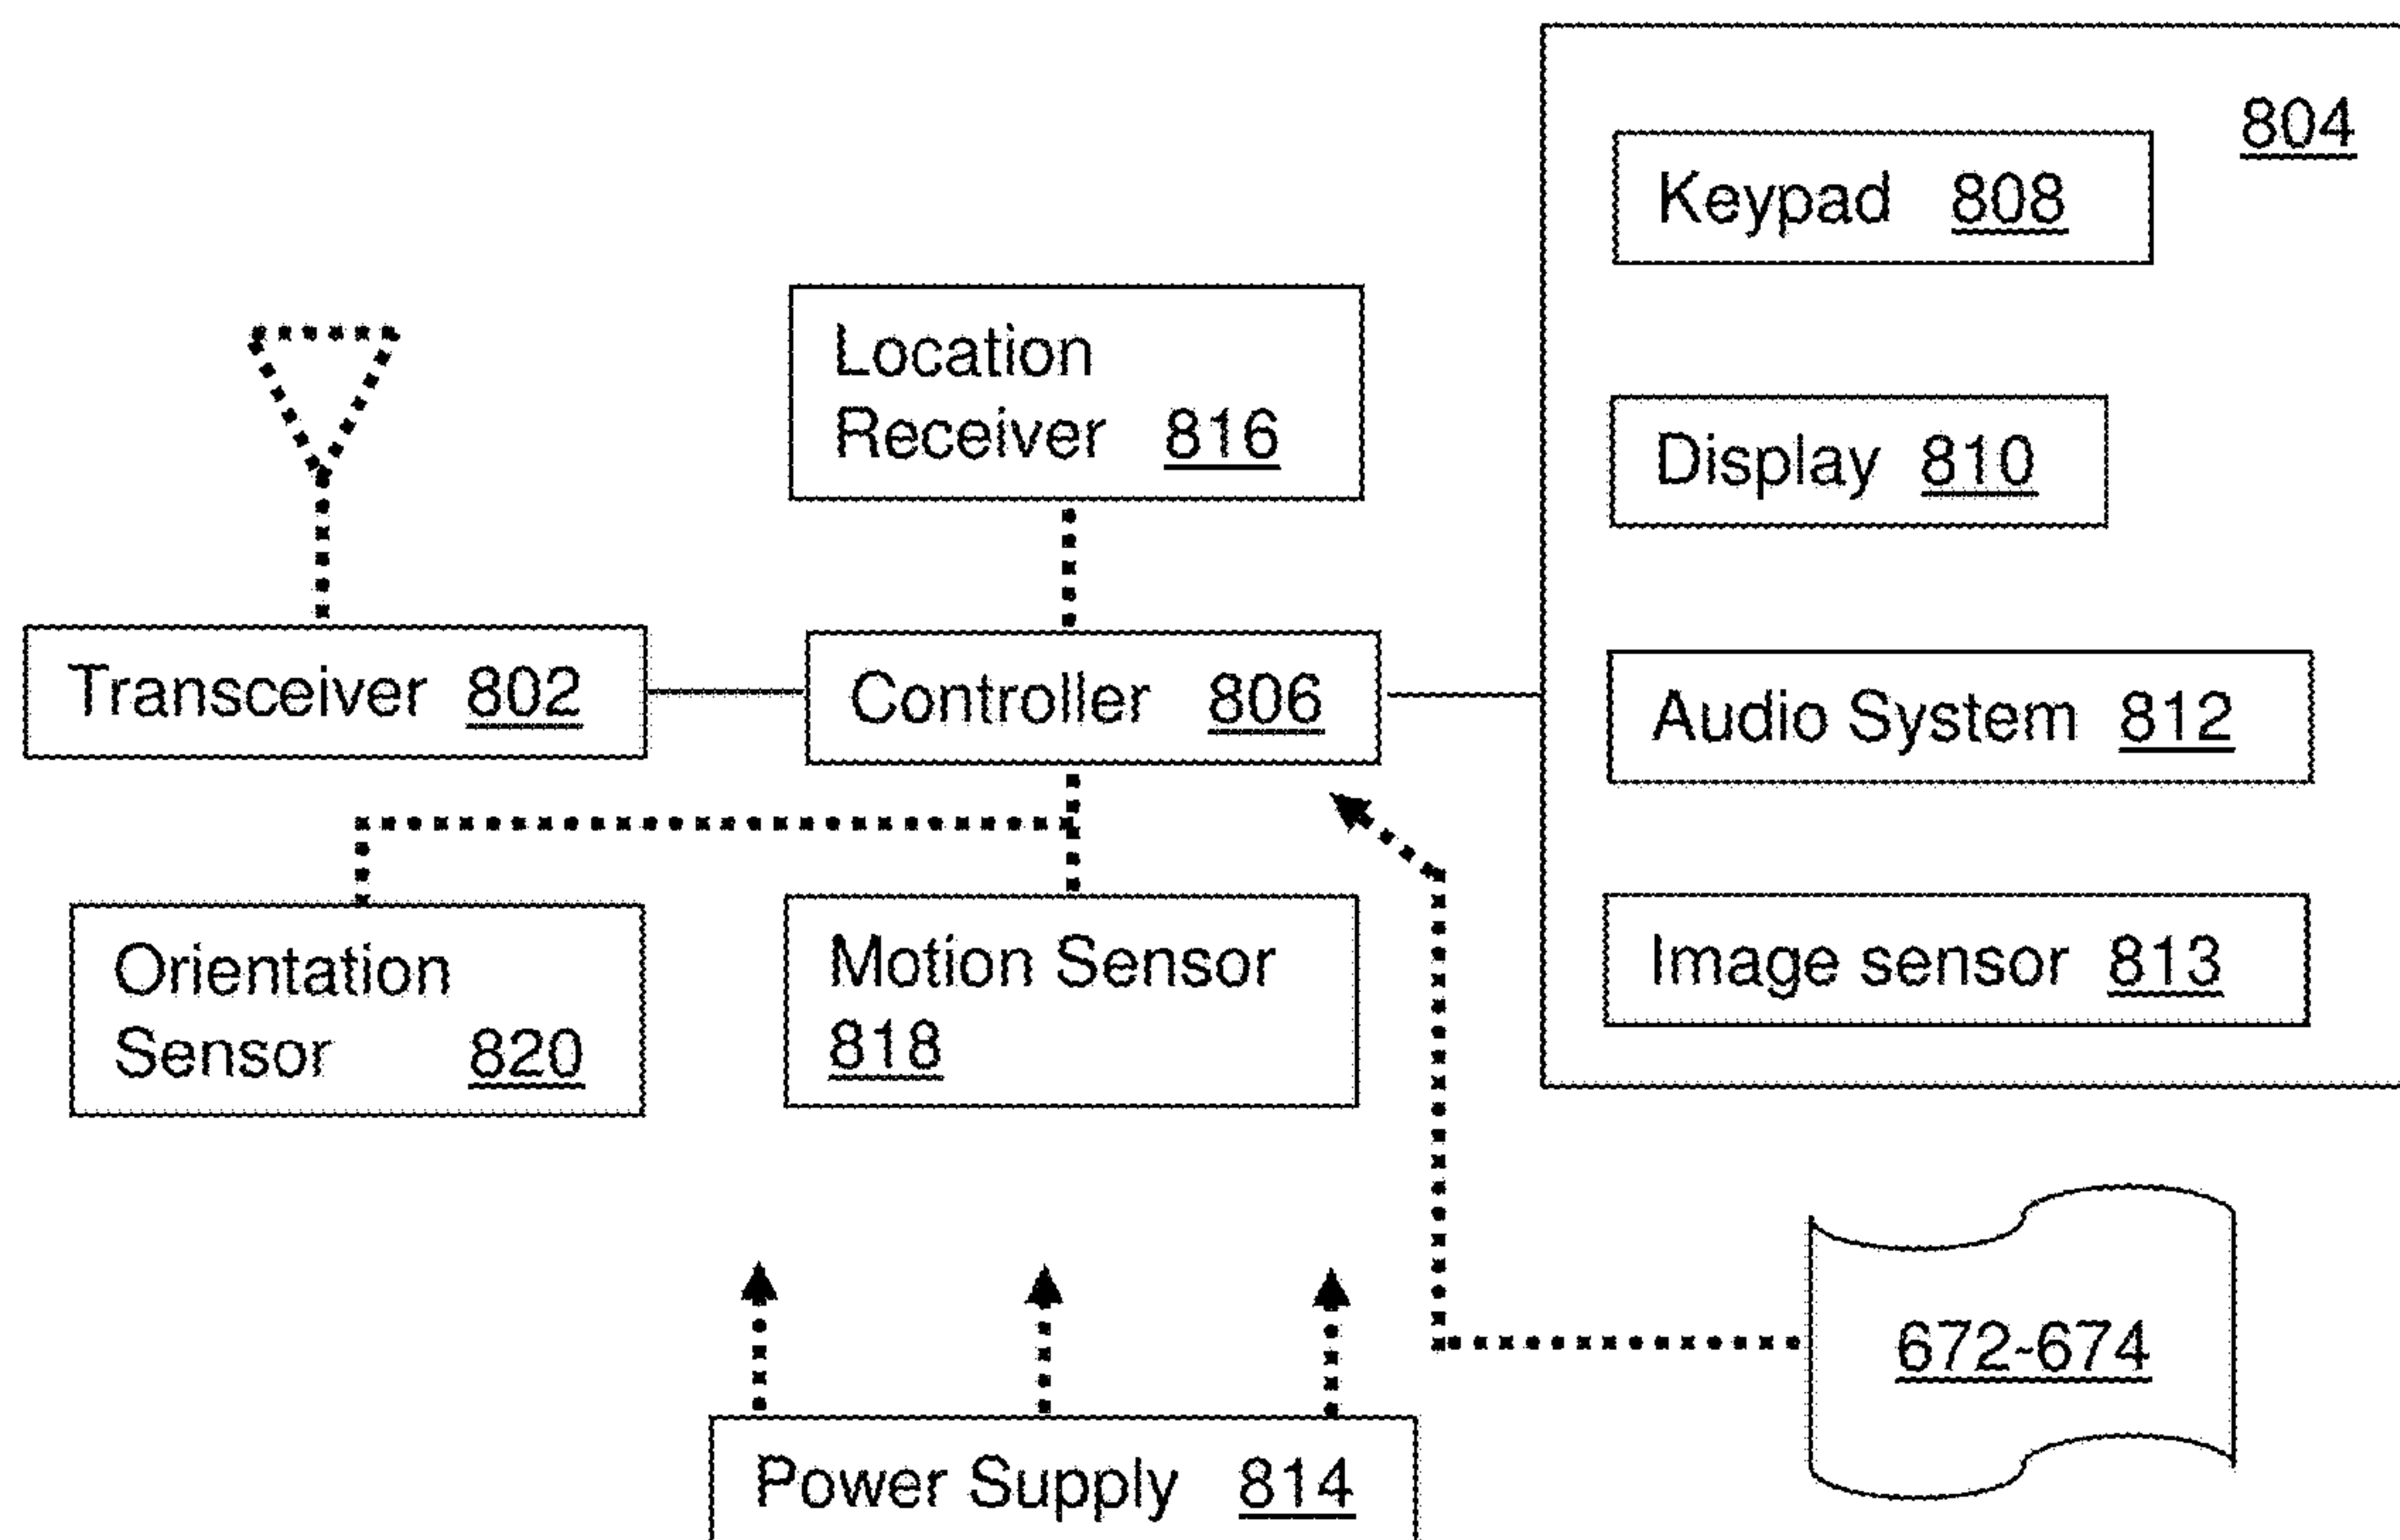 804
Keypad 808
Location
Receiver 816
Display 810
Transceiver 802
Controller 806
Audio System 812
Orientation
Sensor 820
Motion Sensor
818
Image sensor 813
672-674
Power Supply 814